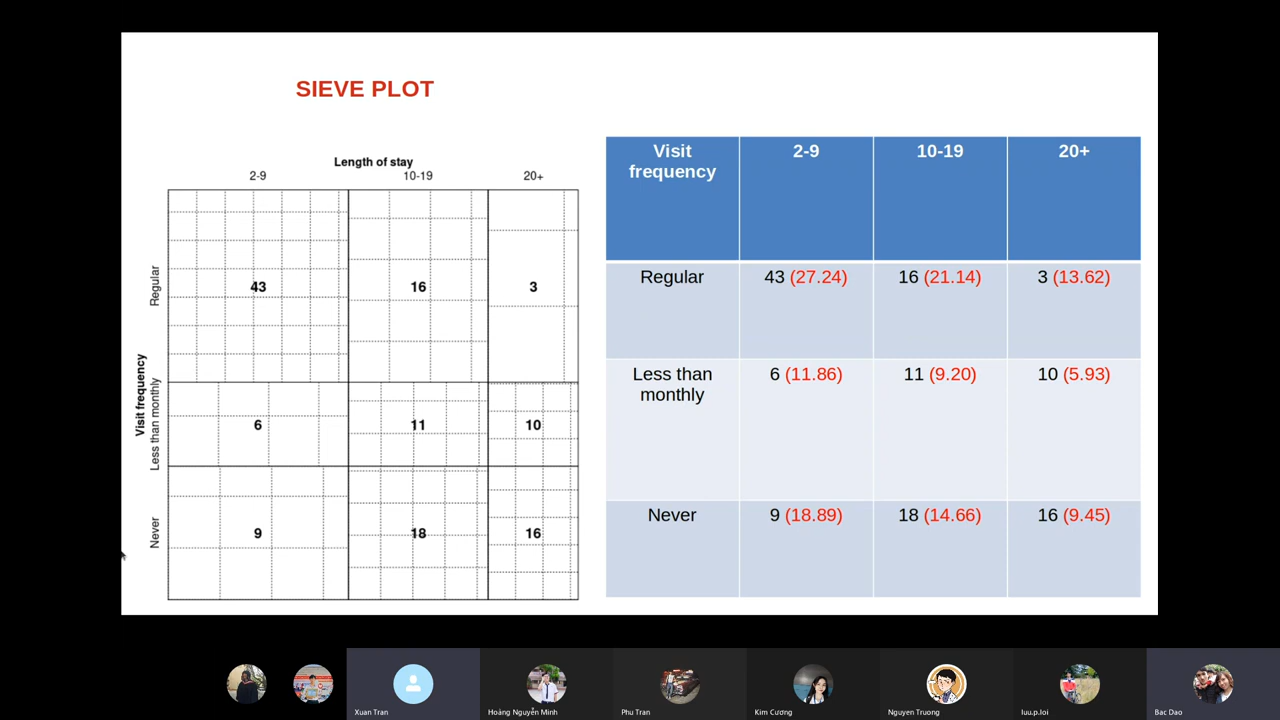 SIEVE PLOT
Length of stay
2-9 10-19 20+
Visit frequency
Regular
43 16 3
Less than monthly
6 11 10
Never
9 18 16
Visit
frequency
2-9 10-19 20+
Regular 43 (27.24) 16 (21.14) 3 (13.62)
Less than
monthly
6 (11.86) 11 (9.20) 10 (5.93)
Never 9 (18.89) 18 (14.66) 16 (9.45)
Xuan Tran
Hoàng Nguyễn Minh
Phu Tran
Kim Cương
Nguyen Truong
luu.p.loi
Bac Dao